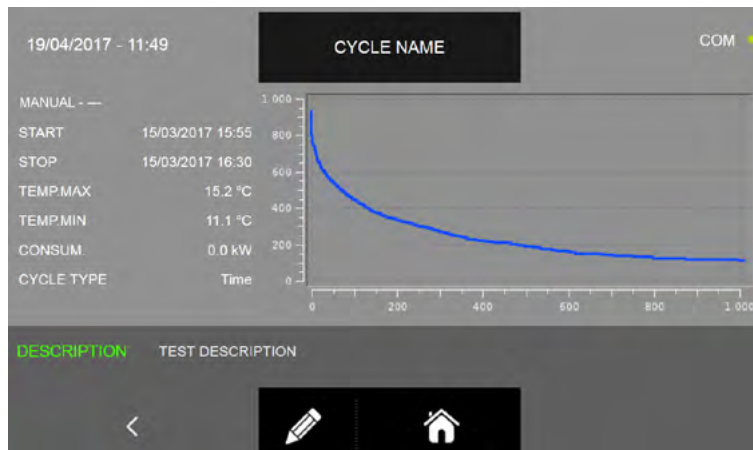 19/04/2017 - 11:49
CYCLE NAME
COM
MANUAL - ---
START 15/03/2017 15:55
STOP 15/03/2017 16:30
TEMP.MAX 15.2 °C
TEMP.MIN 11.1 °C
CONSUM. 0.0 kW
CYCLE TYPE Time
1.000
800
600
400
200
0
0 200 400 600 800 1.000
DESCRIPTION TEST DESCRIPTION